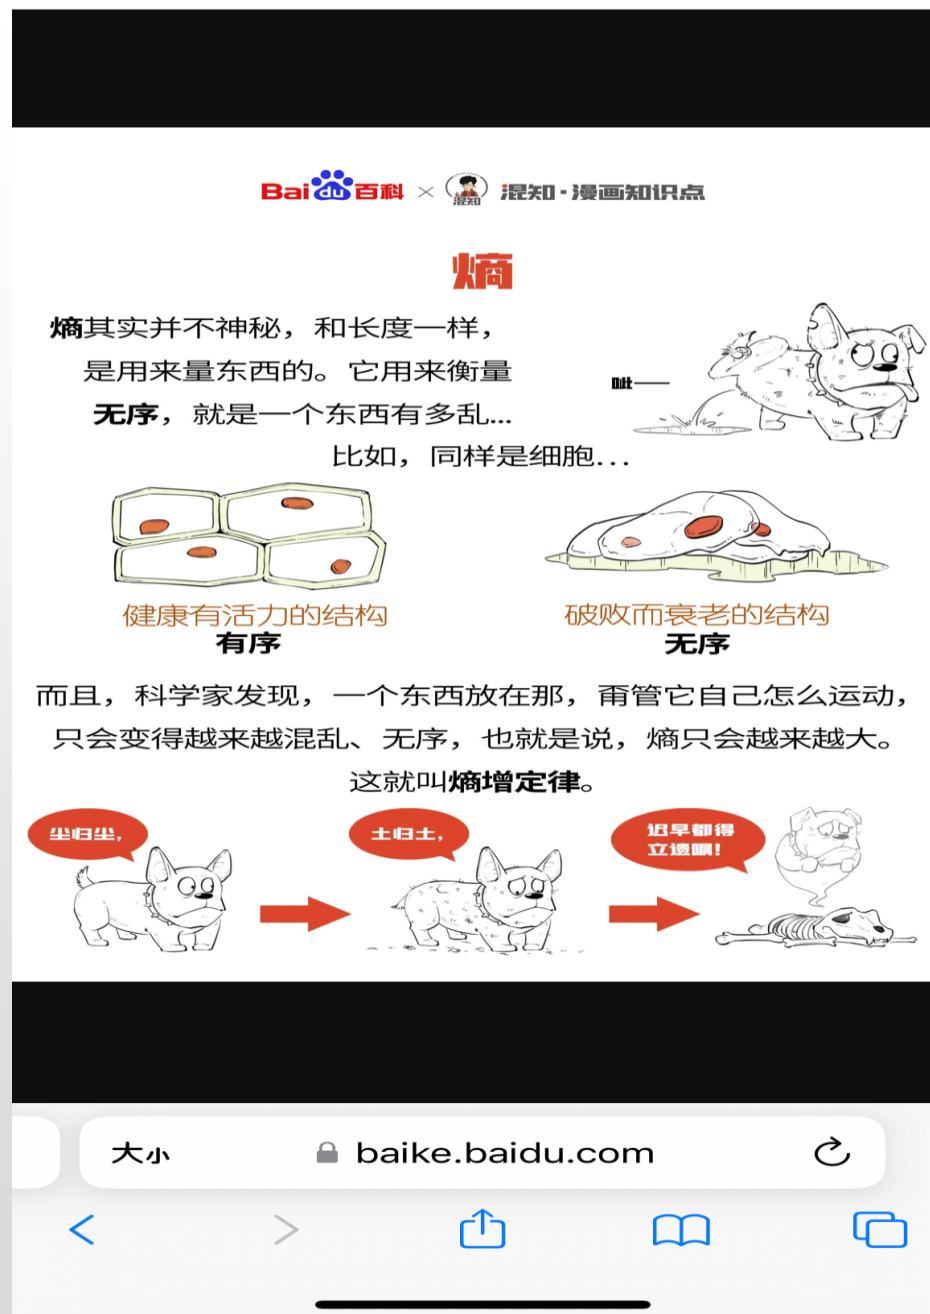 Baidu百科 × 混知 混知·漫画知识点
熵
熵其实并不神秘，和长度一样，
是用来量东西的。它用来衡量
无序，就是一个东西有多乱...
呲——
比如，同样是细胞...
健康有活力的结构
有序
破败而衰老的结构
无序
而且，科学家发现，一个东西放在那，甭管它自己怎么运动，
只会变得越来越混乱、无序，也就是说，熵只会越来越大。
这就叫熵增定律。
尘归尘，
土归土，
迟早都得
立遗嘱！
大小
baike.baidu.com